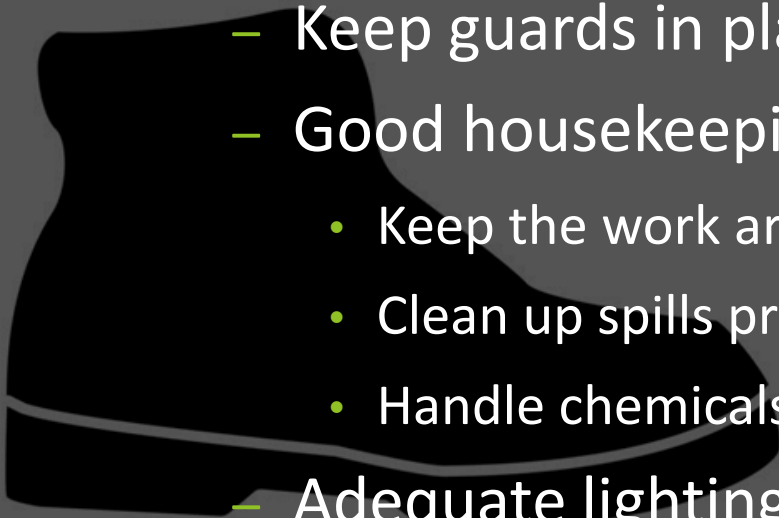 – Keep guards in pla
– Good housekeepi
• Keep the work ar
• Clean up spills pr
• Handle chemicals
– Adequate lighting